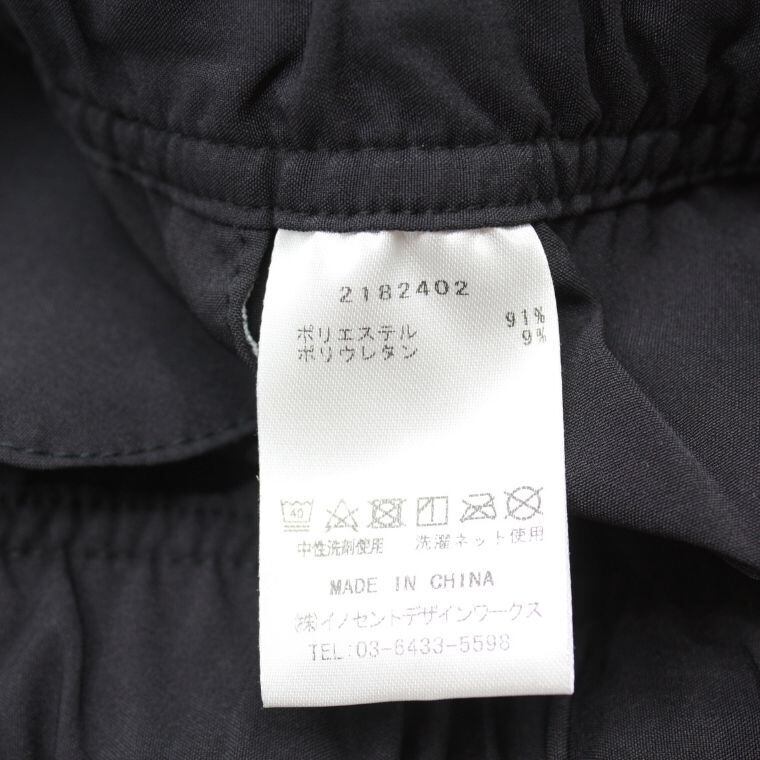 2182402
ポリエステル 91%
ポリウレタン 9%
40
中性洗剤使用 洗濯ネット使用
MADE IN CHINA
㈱イノセントデザインワークス
TEL:03-6433-5598